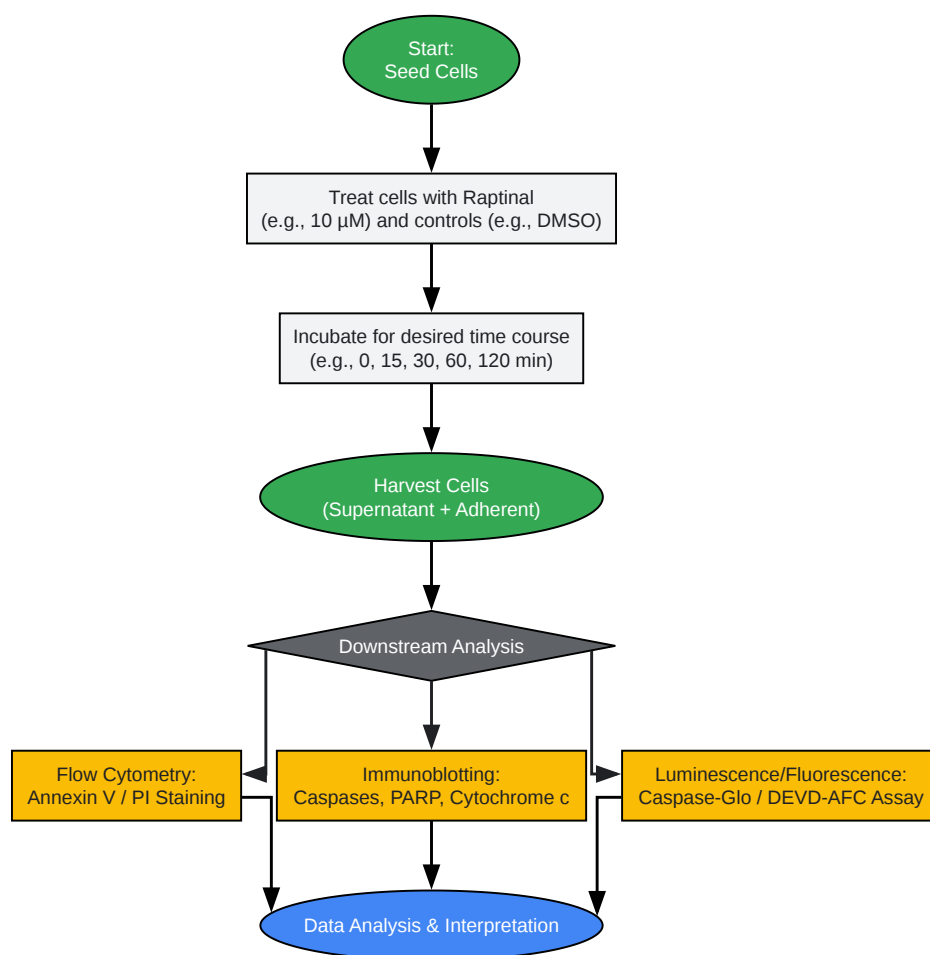 Start:
Seed Cells
Treat cells with Raptinal
(e.g., 10 µM) and controls (e.g., DMSO)
Incubate for desired time course
(e.g., 0, 15, 30, 60, 120 min)
Harvest Cells
(Supernatant + Adherent)
Downstream Analysis
Flow Cytometry:
Annexin V / PI Staining
Immunoblotting:
Caspases, PARP, Cytochrome c
Luminescence/Fluorescence:
Caspase-Glo / DEVD-AFC Assay
Data Analysis & Interpretation